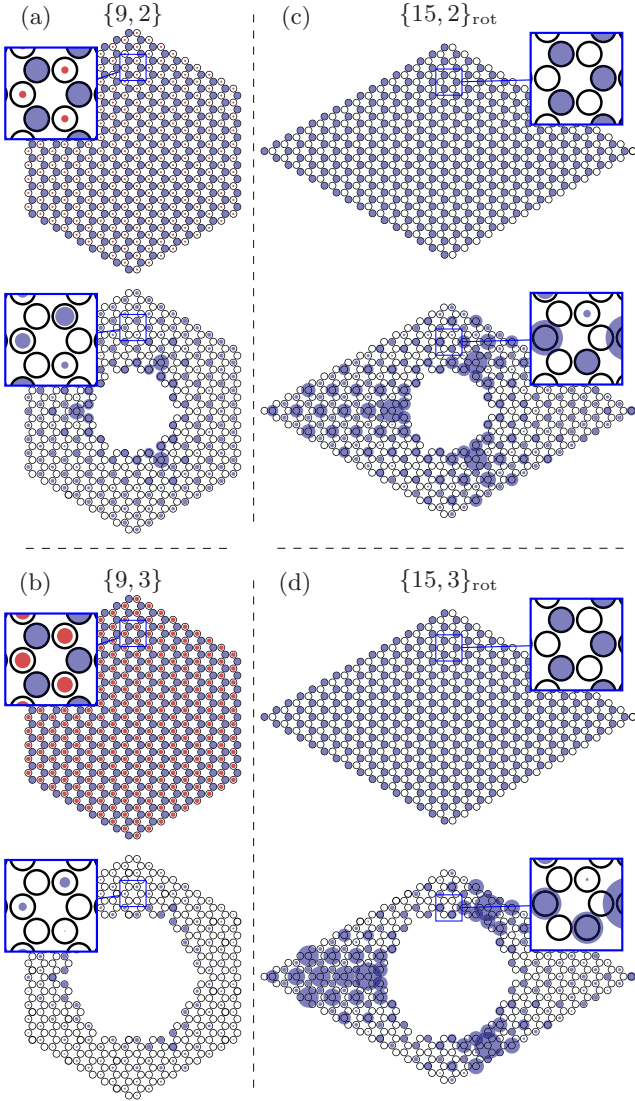 (a) {9, 2}
(c) {15, 2}rot
(b) {9, 3}
(d) {15, 3}rot